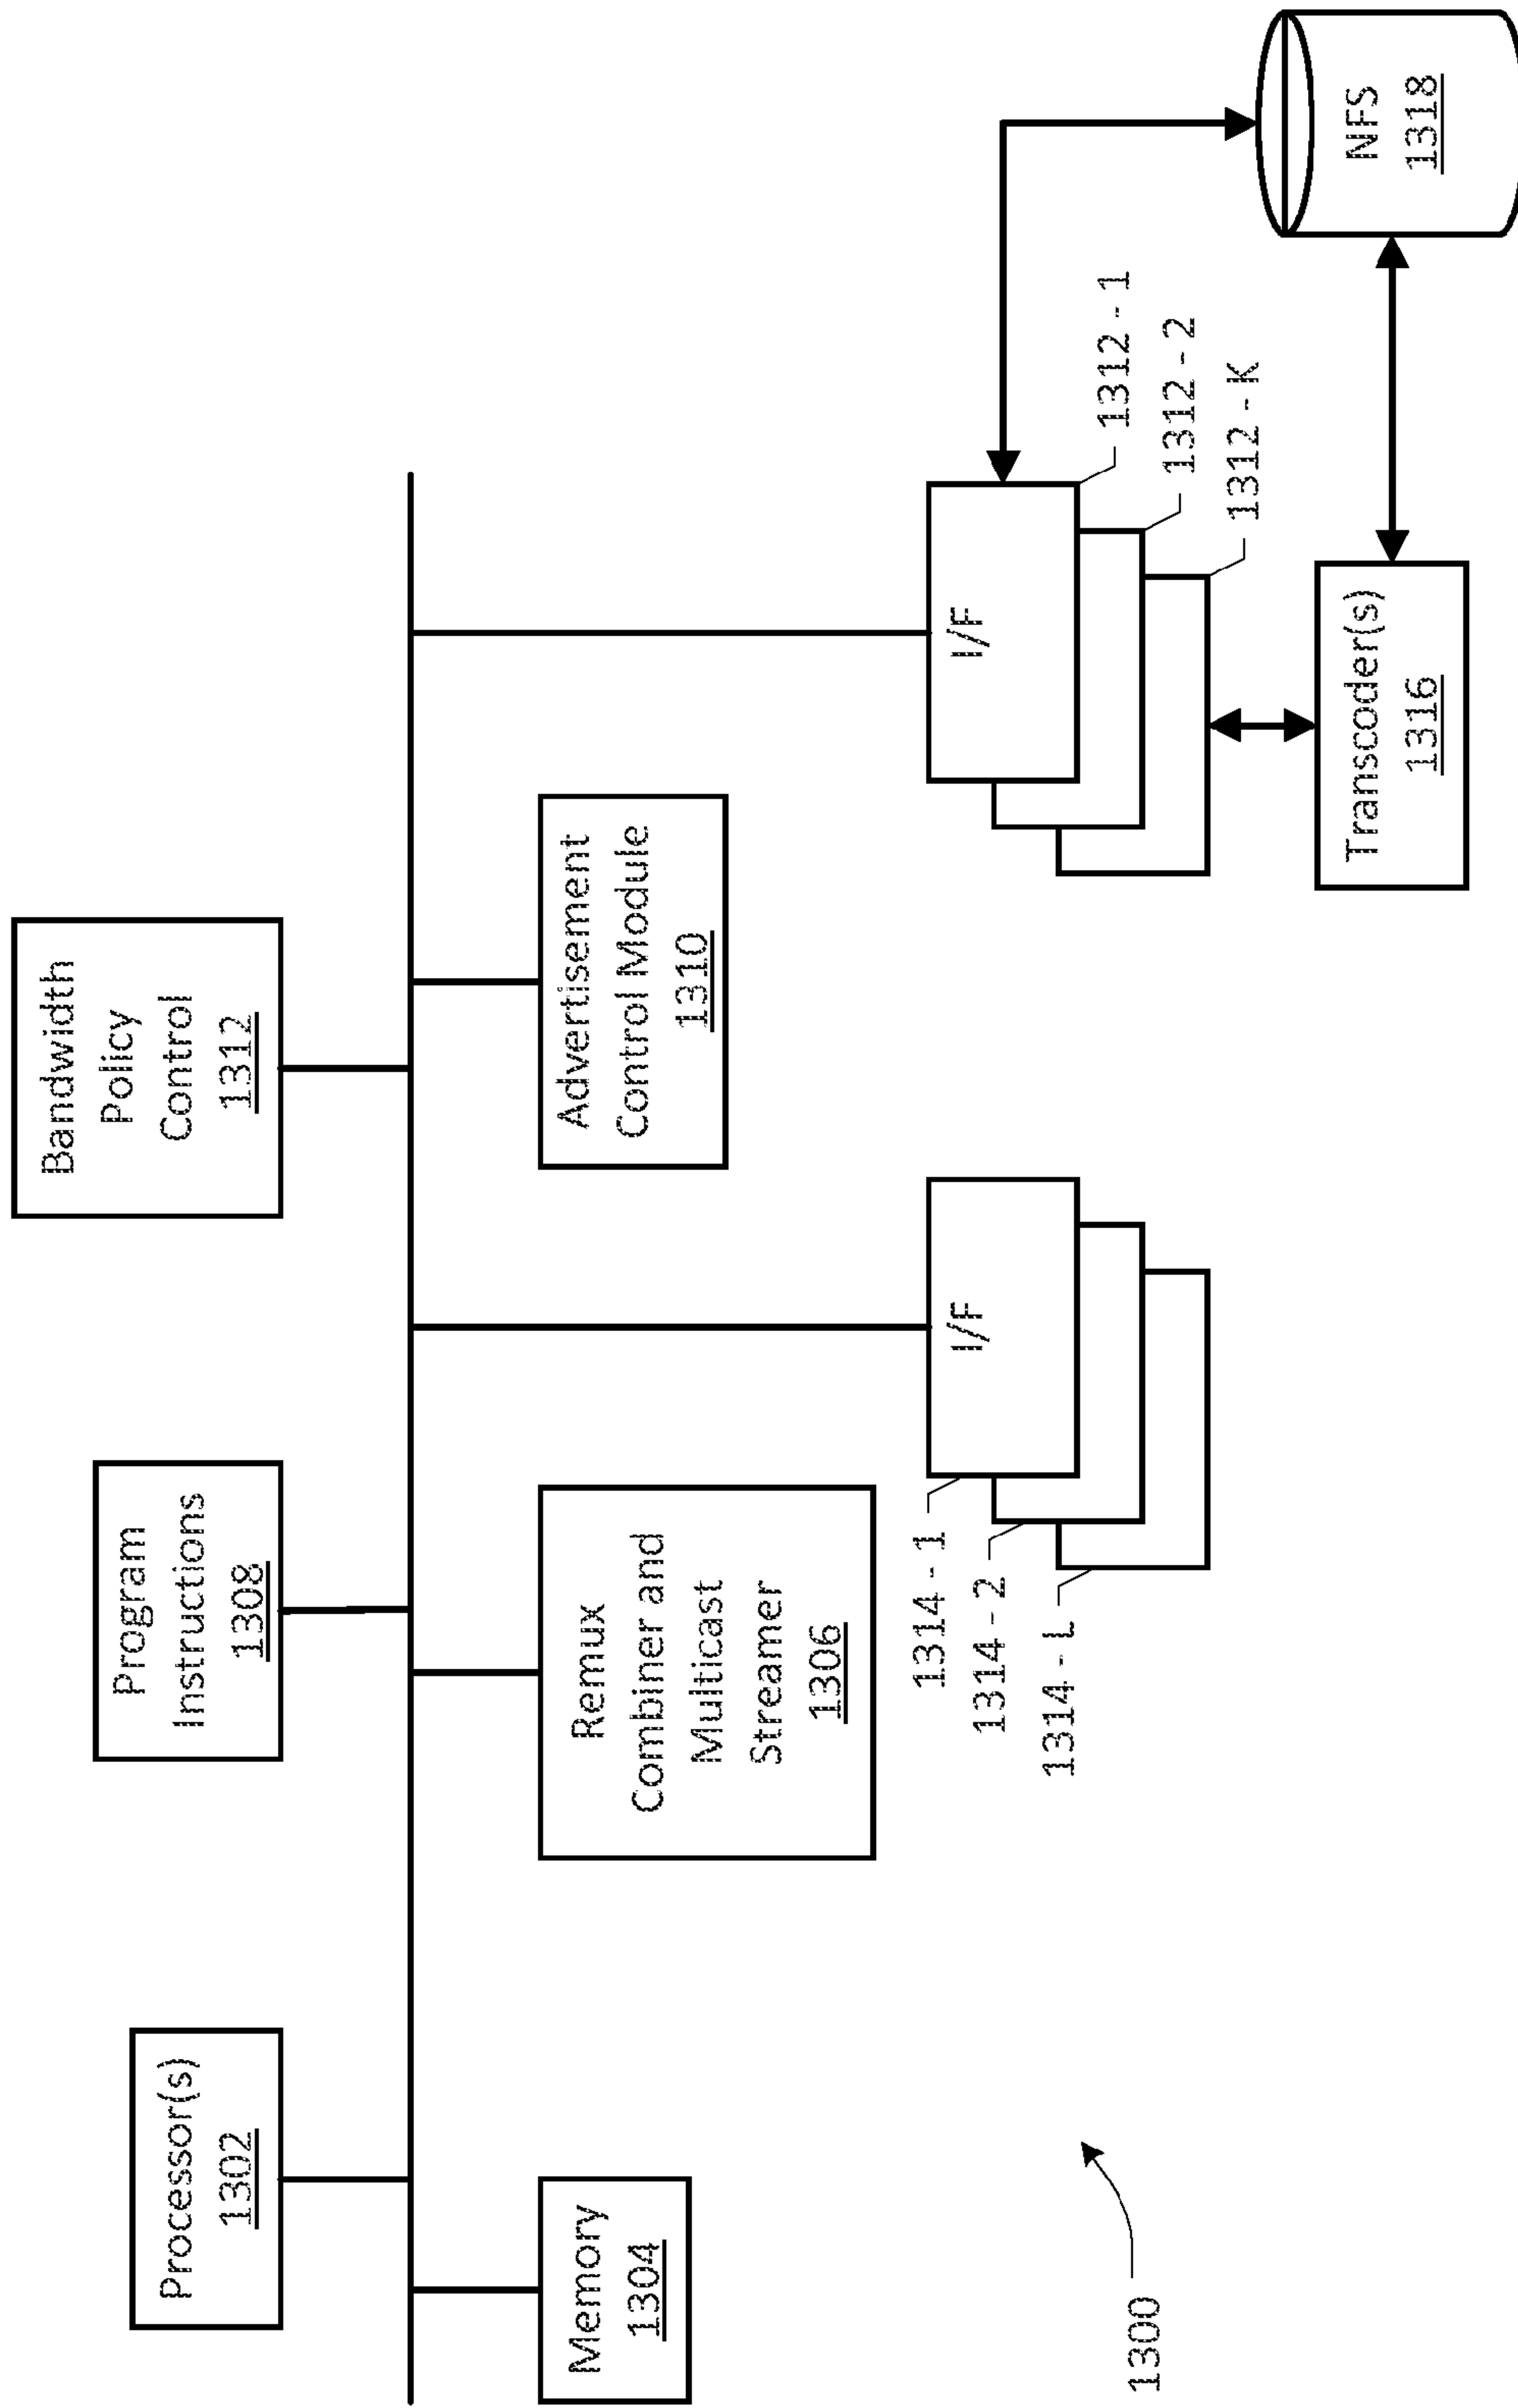 Processor(s)
1302
Program
Instructions
1308
Bandwidth
Policy
Control
1312
Memory
1304
Remux
Combiner and
Multicast
Streamer
1306
Advertisement
Control Module
1310
I/F
1314 - 1
1314 - 2
1314 - L
I/F
1312 - 1
1312 - 2
1312 - K
Transcoder(s)
1316
NFS
1318
1300